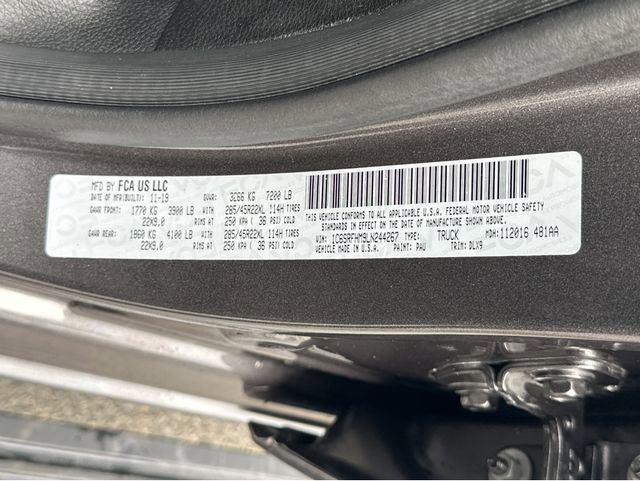 MFD BY FCA US LLC
DATE OF MFR(BUILT): 11-19 GVWR: 3266 KG 7200 LB
GAWR FRONT: 1770 KG 3900 LB WITH 285/45R22XL 114H TIRES
22X9.0 RIMS AT 250 KPA ( 36 PSI) COLD
GAWR REAR: 1860 KG 4100 LB WITH 285/45R22XL 114H TIRES
22X9.0 RIMS AT 250 KPA ( 36 PSI) COLD
THIS VEHICLE CONFORMS TO ALL APPLICABLE U.S.A. FEDERAL MOTOR VEHICLE SAFETY
STANDARDS IN EFFECT ON THE DATE OF MANUFACTURE SHOWN ABOVE.
VIN: 1C6SRFHM9LN244267 TYPE: TRUCK MDH: 112016 481AA
VEHICLE MADE IN U.S.A. PAINT: PAU TRIM: DLX9